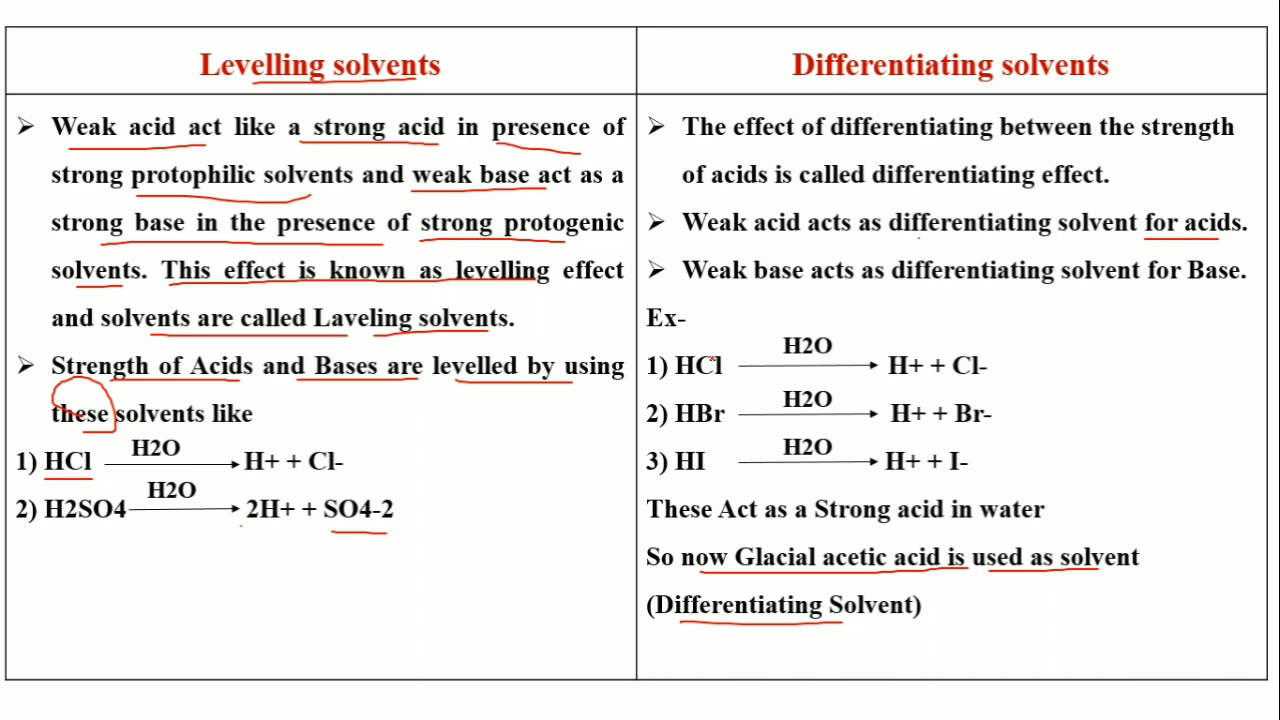 Levelling solvents
➢ Weak acid act like a strong acid in presence of
strong protophilic solvents and weak base act as a
strong base in the presence of strong protogenic
solvents. This effect is known as levelling effect
and solvents are called Laveling solvents.
➢ Strength of Acids and Bases are levelled by using
these solvents like
H2O
1) HCl → H+ + Cl-
H2O
2) H2SO4 → 2H+ + SO4-2
Differentiating solvents
➢ The effect of differentiating between the strength
of acids is called differentiating effect.
➢ Weak acid acts as differentiating solvent for acids.
➢ Weak base acts as differentiating solvent for Base.
Ex-
H2O
1) HCl → H+ + Cl-
H2O
2) HBr → H+ + Br-
H2O
3) HI → H+ + I-
These Act as a Strong acid in water
So now Glacial acetic acid is used as solvent
(Differentiating Solvent)